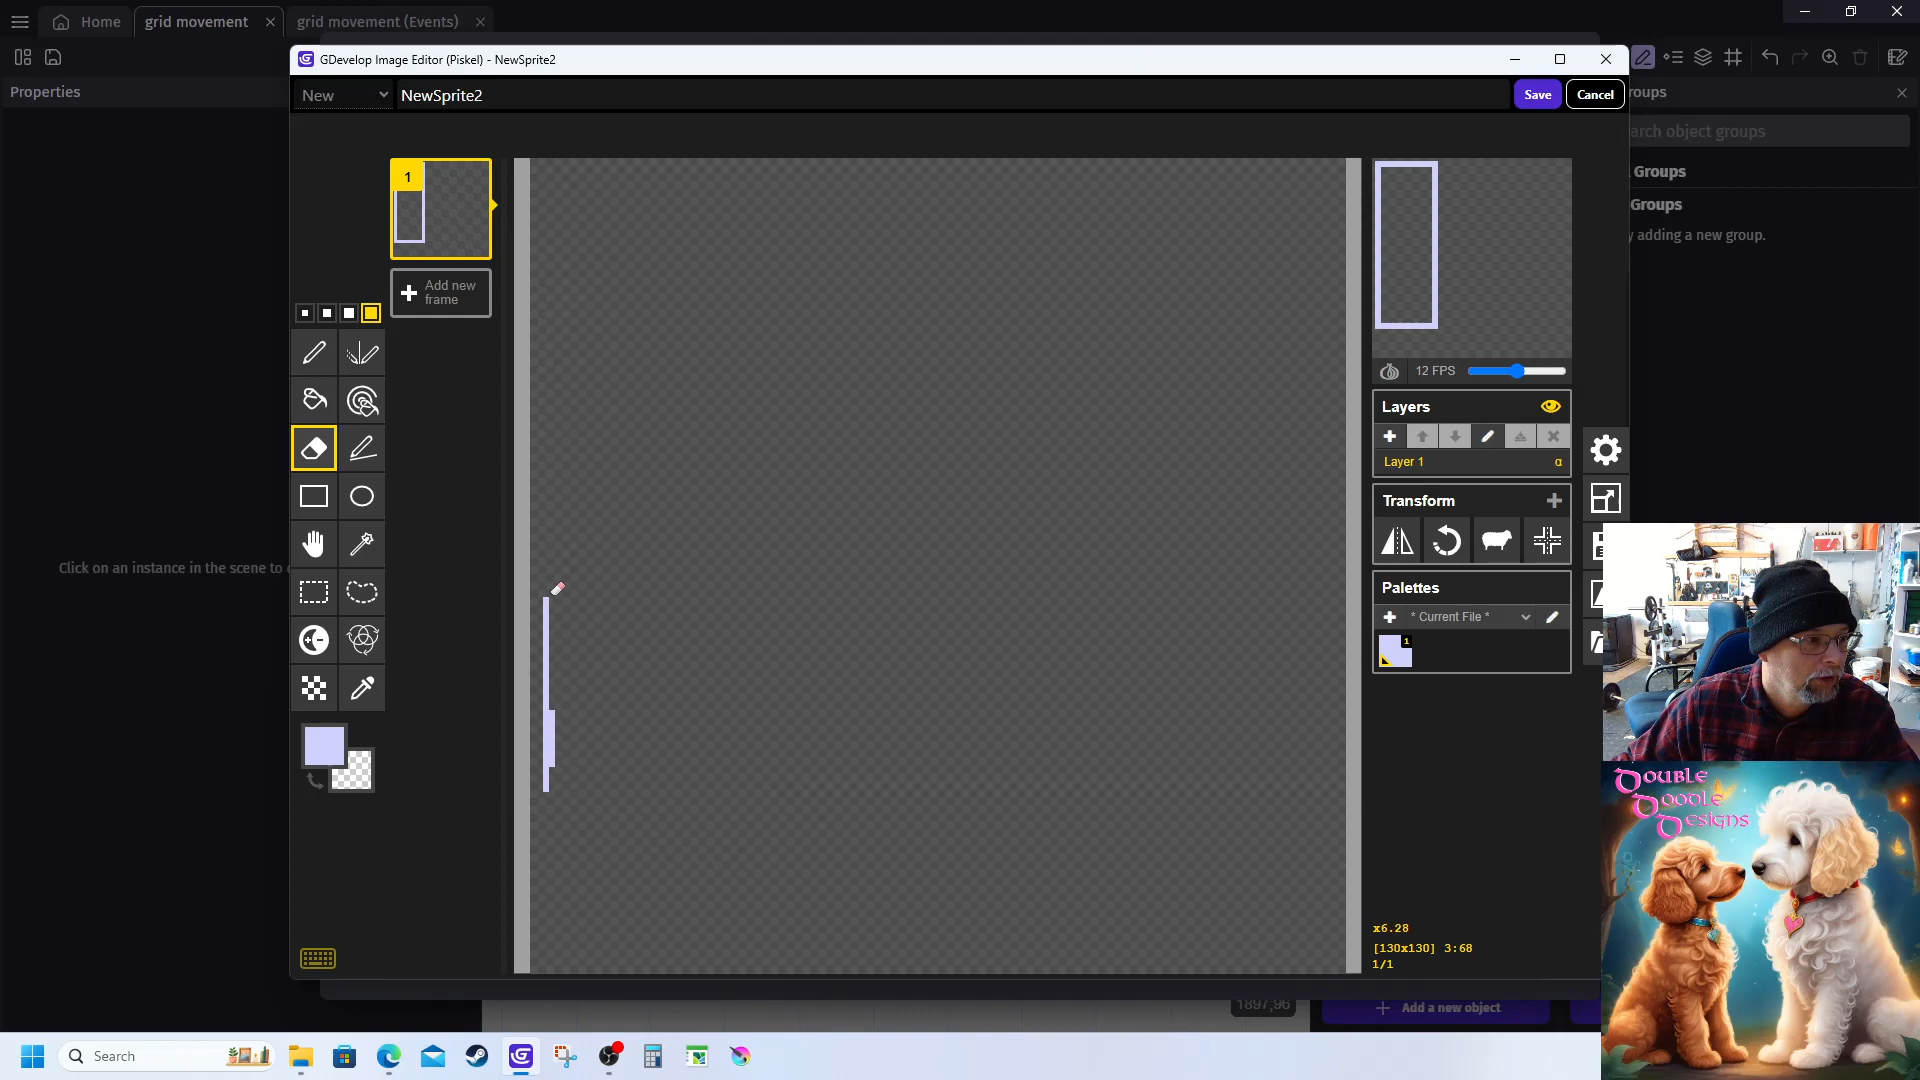 Home
grid movement
grid movement (Events)
GDevelop Image Editor (Piskel) - NewSprite2
Properties
New
NewSprite2
Save
Cancel
roups
arch object groups
1
Groups
Groups
adding a new group.
Add new
frame
12 FPS
Layers
Layer 1
α
Transform
Click on an instance in the scene to
Palettes
* Current File *
1
Double
Doodle
Designs
x6.28
[130x130] 3:68
1/1
1897;96
Add a new object
Search